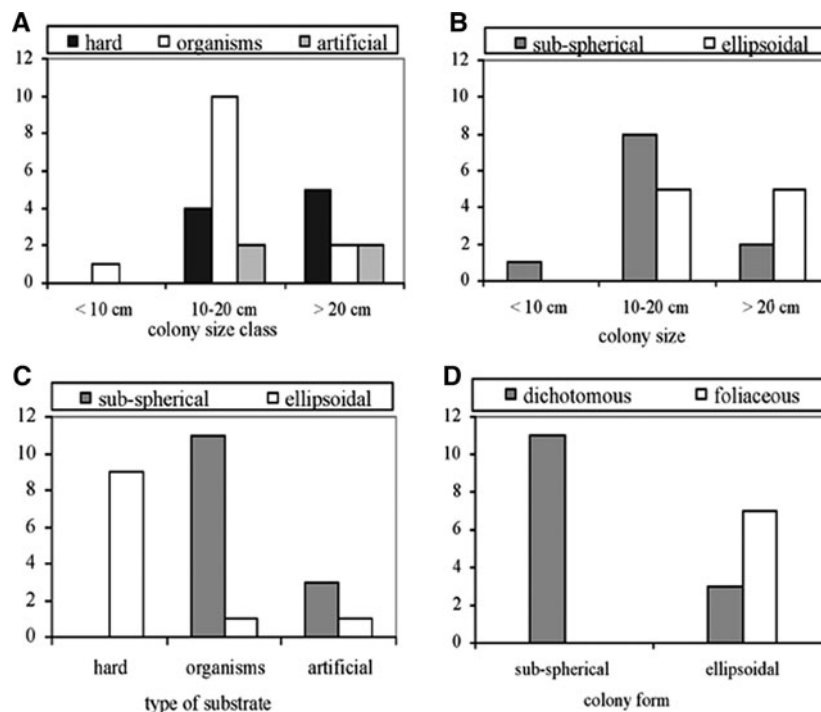 A
hard organisms artificial
12
10
8
6
4
2
0
< 10 cm 10-20 cm > 20 cm
colony size class
B
sub-spherical ellipsoidal
12
10
8
6
4
2
0
< 10 cm 10-20 cm > 20 cm
colony size
C
sub-spherical ellipsoidal
12
10
8
6
4
2
0
hard organisms artificial
type of substrate
D
dichotomous foliaceous
12
10
8
6
4
2
0
sub-spherical ellipsoidal
colony form